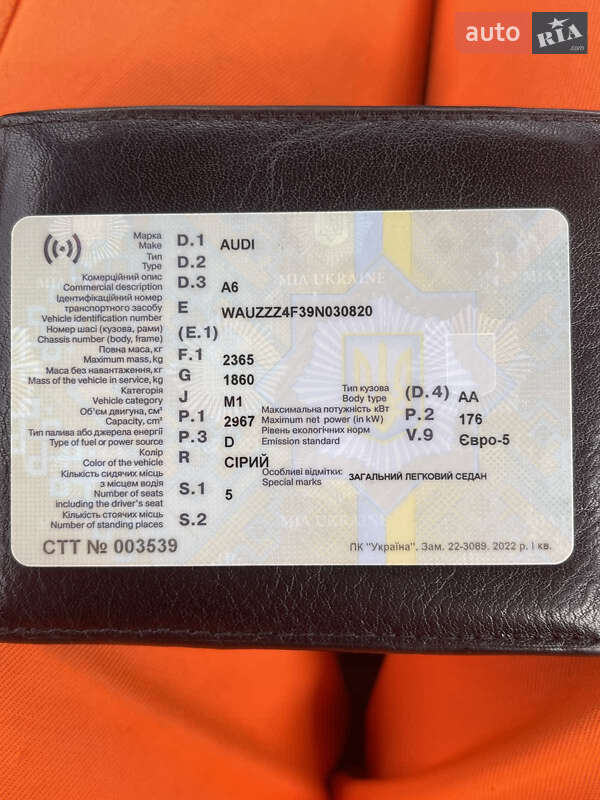 auto RIA.com
Марка
Make D.1 AUDI
Тип
Type D.2
Комерційний опис
Commercial description D.3 A6
Ідентифікаційний номер
транспортного засобу
Vehicle identification number E WAUZZZ4F39N030820
Номер шасі (кузова, рами)
Chassis number (body, frame) (E.1)
Повна маса, кг
Maximum mass, kg F.1 2365
Маса без навантаження, кг
Mass of the vehicle in service, kg G 1860
Категорія
Vehicle category J M1
Тип кузова
Body type (D.4) AA
Об'єм двигуна, см³
Capacity, cm³ P.1 2967
Максимальна потужність кВт
Maximum net power (in kW) P.2 176
Тип палива або джерела енергії
Type of fuel or power source P.3 D
Рівень екологічних норм
Emission standard V.9 Євро-5
Колір
Color of the vehicle R СІРИЙ
Особливі відмітки:
Special marks ЗАГАЛЬНИЙ ЛЕГКОВИЙ СЕДАН
Кількість сидячих місць
з місцем водія
Number of seats
including the driver's seat S.1 5
Кількість стоячих місць
Number of standing places S.2
MIA UKRAINE
MIA UKRAINE
СТТ № 003539
ПК "Україна". Зам. 22-3089. 2022 р. І кв.